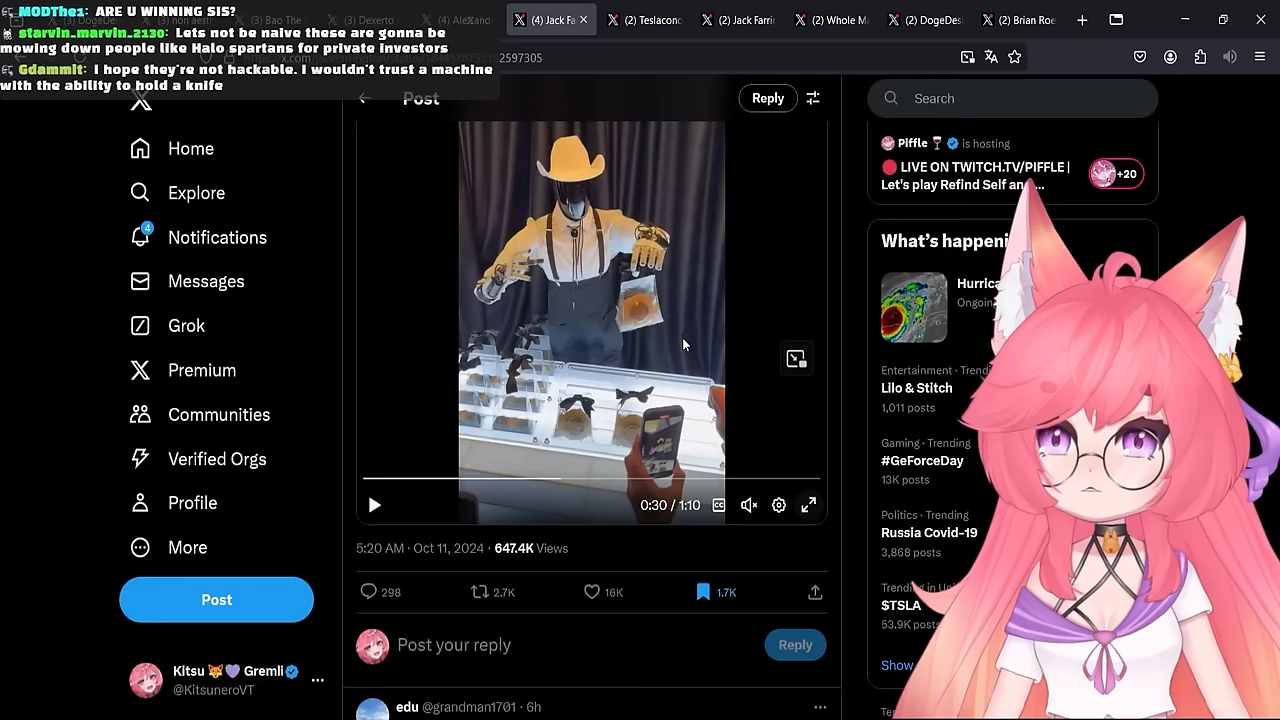 MODThe1: ARE U WINNING SIS?
starvin_marvin_2130: Lets not be naive these are gonna be
mowing down people like Halo spartans for private investors
Gdammit: I hope they're not hackable. I wouldn't trust a machine
with the ability to hold a knife
(4) Jack Fa
(2) Teslacon
(2) Jack Farri
(2) Whole M
(2) DogeDes
(2) Brian Roe
2597305
Post
Reply
Search
Home
Explore
4
Notifications
Messages
Grok
Premium
Communities
Verified Orgs
Profile
More
Post
Kitsu 🦊💜 Gremli
@KitsuneroVT
0:30 / 1:10
5:20 AM · Oct 11, 2024 · 647.4K Views
298
2.7K
16K
1.7K
Post your reply
Reply
edu @grandman1701 · 6h
Piffle 🍷 is hosting
🔴 LIVE ON TWITCH.TV/PIFFLE |
Let's play Refind Self an...
+20
What's happeni
Hurrica
Ongoin
Entertainment · Trendi
Lilo & Stitch
1,011 posts
Gaming · Trending
#GeForceDay
13K posts
Politics · Trending
Russia Covid-19
3,868 posts
Trending in Un
$TSLA
53.9K posts
Show